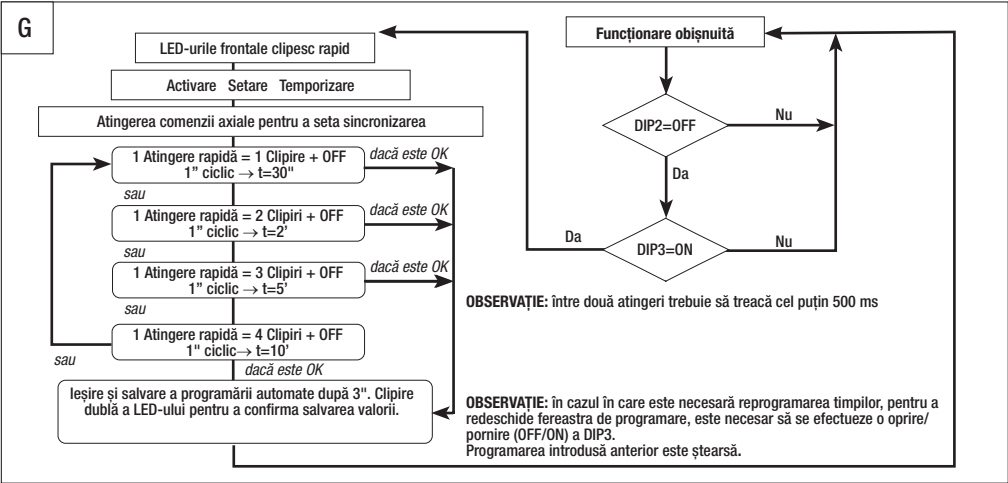 G
LED-urile frontale clipesc rapid
Activare Setare Temporizare
Atingerea comenzii axiale pentru a seta sincronizarea
1 Atingere rapidă = 1 Clipire + OFF
1” ciclic → t=30"
dacă este OK
sau
1 Atingere rapidă = 2 Clipiri + OFF
1” ciclic → t=2’
dacă este OK
sau
1 Atingere rapidă = 3 Clipiri + OFF
1” ciclic → t=5’
dacă este OK
sau
1 Atingere rapidă = 4 Clipiri + OFF
1" ciclic→ t=10’
sau
dacă este OK
Ieșire și salvare a programării automate după 3". Clipire
dublă a LED-ului pentru a confirma salvarea valorii.
Funcționare obișnuită
DIP2=OFF
Nu
Da
DIP3=ON
Da
Nu
OBSERVAȚIE: între două atingeri trebuie să treacă cel puțin 500 ms
OBSERVAȚIE: în cazul în care este necesară reprogramarea timpilor, pentru a
redeschide fereastra de programare, este necesar să se efectueze o oprire/
pornire (OFF/ON) a DIP3.
Programarea introdusă anterior este ștearsă.